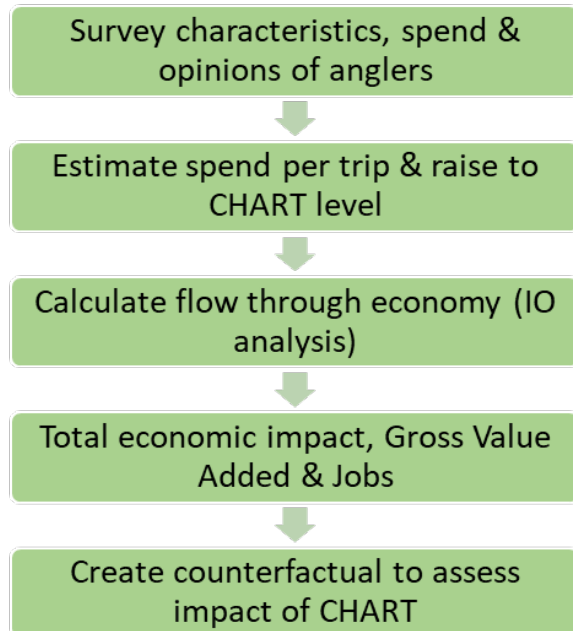 Survey characteristics, spend &
opinions of anglers
Estimate spend per trip & raise to
CHART level
Calculate flow through economy (IO
analysis)
Total economic impact, Gross Value
Added & Jobs
Create counterfactual to assess
impact of CHART